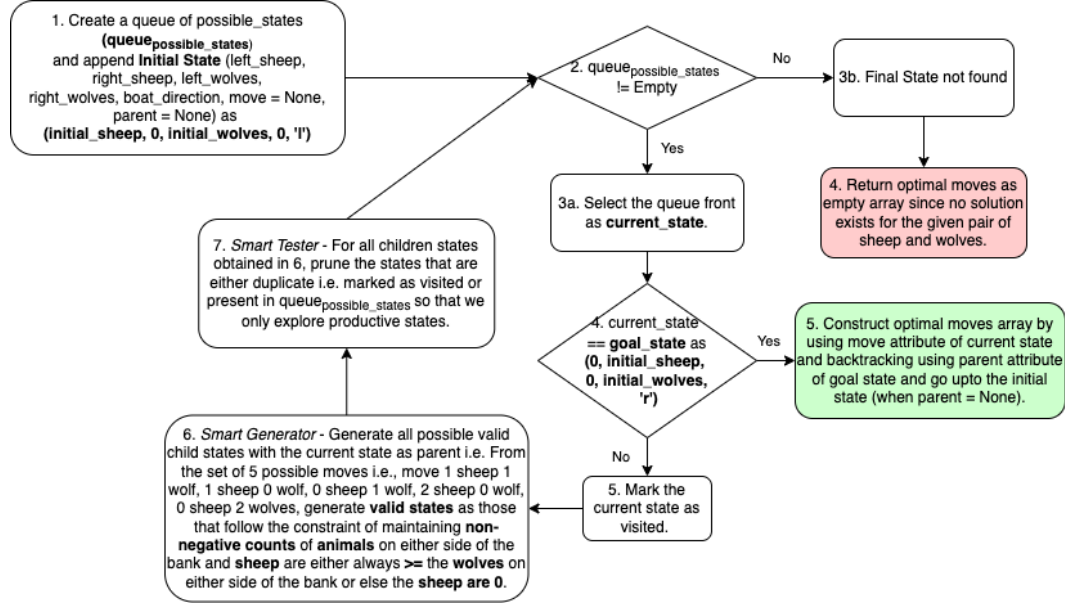 1. Create a queue of possible_states
(queue_possible_states)
and append Initial State (left_sheep,
right_sheep, left_wolves,
right_wolves, boat_direction, move = None,
parent = None) as
(initial_sheep, 0, initial_wolves, 0, 'l')
2. queue_possible_states
!= Empty
No
3b. Final State not found
4. Return optimal moves as
empty array since no solution
exists for the given pair of
sheep and wolves.
Yes
3a. Select the queue front
as current_state.
4. current_state
== goal_state as
(0, initial_sheep,
0, initial_wolves,
'r')
Yes
5. Construct optimal moves array by
using move attribute of current state
and backtracking using parent attribute
of goal state and go upto the initial
state (when parent = None).
No
5. Mark the
current state as
visited.
6. Smart Generator - Generate all possible valid
child states with the current state as parent i.e. From
the set of 5 possible moves i.e., move 1 sheep 1
wolf, 1 sheep 0 wolf, 0 sheep 1 wolf, 2 sheep 0 wolf,
0 sheep 2 wolves, generate valid states as those
that follow the constraint of maintaining non-
negative counts of animals on either side of the
bank and sheep are either always >= the wolves on
either side of the bank or else the sheep are 0.
7. Smart Tester - For all children states
obtained in 6, prune the states that are
either duplicate i.e. marked as visited or
present in queue_possible_states so that we
only explore productive states.